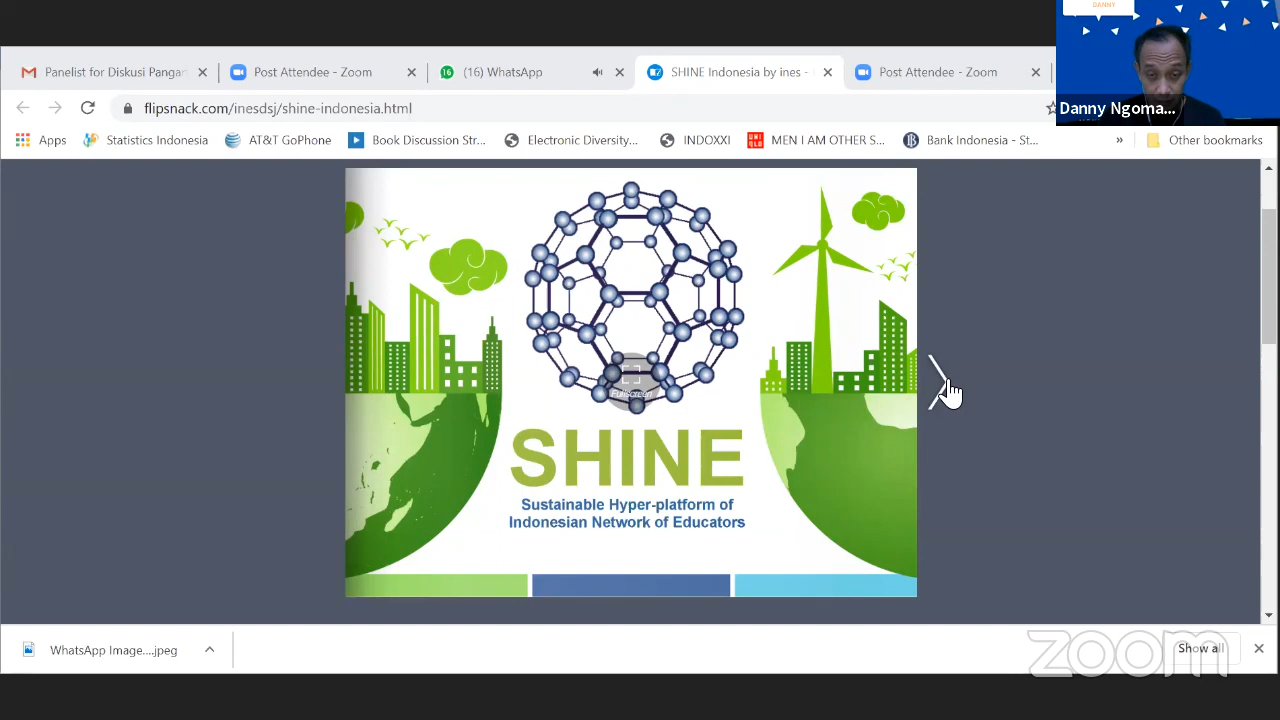 DANNY
Danny Ngoma...
Panelist for Diskusi Pangan
Post Attendee - Zoom
(16) WhatsApp
SHINE Indonesia by ines -
Post Attendee - Zoom
flipsnack.com/inesdsj/shine-indonesia.html
Apps
Statistics Indonesia
AT&T GoPhone
Book Discussion Str...
Electronic Diversity...
INDOXXI
UNI QLO
MEN I AM OTHER S...
Bank Indonesia - St...
»
Other bookmarks
Fullscreen
SHINE
Sustainable Hyper-platform of
Indonesian Network of Educators
WhatsApp Image....jpeg
Show all
zoom